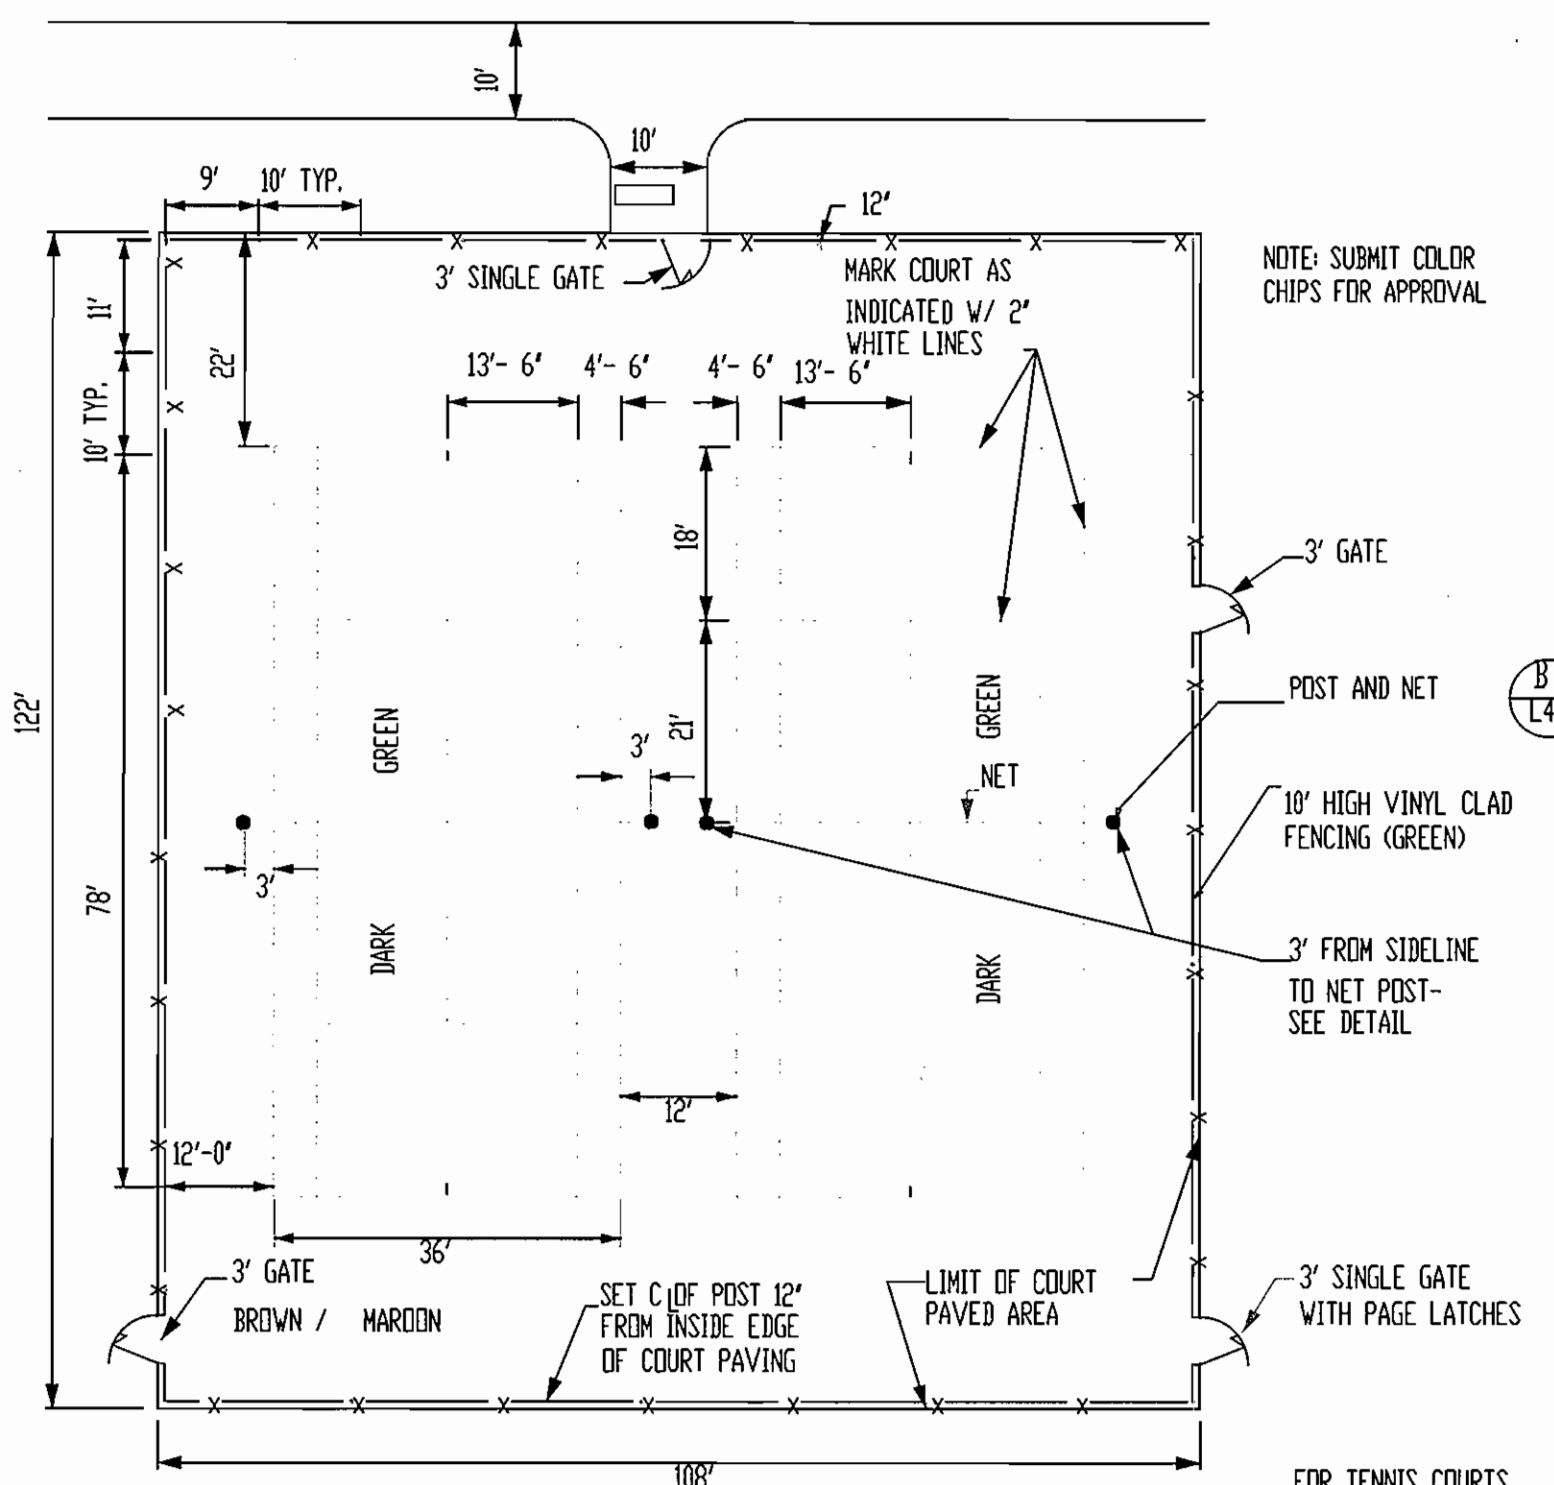 10'
10'
9'
10' TYP.
12"
3' SINGLE GATE
MARK COURT AS
INDICATED W/ 2"
WHITE LINES
NOTE: SUBMIT COLOR
CHIPS FOR APPROVAL
11'
22'
10' TYP.
13'- 6"
4'- 6"
4'- 6"
13'- 6"
18'
3' GATE
122'
GREEN
GREEN
POST AND NET
B
L4
21'
3'
NET
10' HIGH VINYL CLAD
FENCING (GREEN)
3'
78'
DARK
DARK
3' FROM SIDELINE
TO NET POST-
SEE DETAIL
12'
12'-0"
36'
3' GATE
BROWN / MAROON
SET C L OF POST 12"
FROM INSIDE EDGE
OF COURT PAVING
LIMIT OF COURT
PAVED AREA
3' SINGLE GATE
WITH PAGE LATCHES
108'
FOR TENNIS COURTS